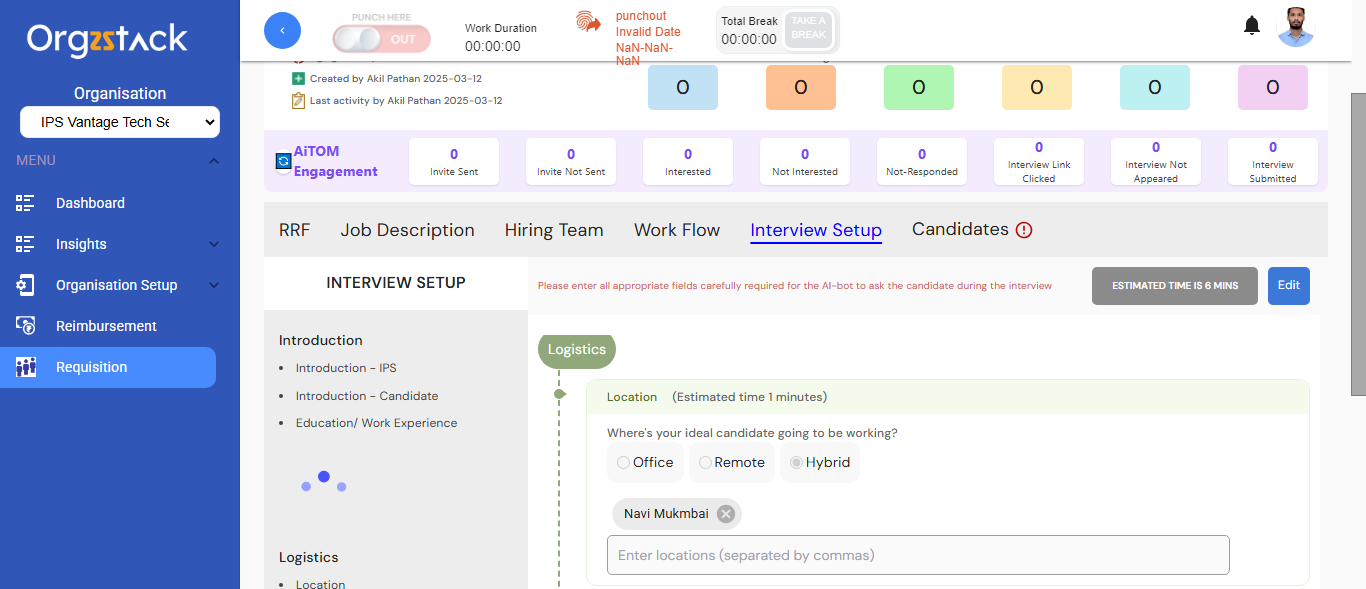 Orgzstack
Organisation
IPS Vantage Tech Se
MENU
Dashboard
Insights
Organisation Setup
Reimbursement
Requisition
PUNCH HERE
OUT
Work Duration
00:00:00
punchout
Invalid Date
NaN-NaN-
NaN
Total Break
00:00:00
TAKE A
BREAK
Created by Akil Pathan 2025-03-12
Last activity by Akil Pathan 2025-03-12
0
0
0
0
0
0
AiTOM
Engagement
0
Invite Sent
0
Invite Not Sent
0
Interested
0
Not Interested
0
Not-Responded
0
Interview Link
Clicked
0
Interview Not
Appeared
0
Interview
Submitted
RRF
Job Description
Hiring Team
Work Flow
Interview Setup
Candidates
INTERVIEW SETUP
Please enter all appropriate fields carefully required for the AI-bot to ask the candidate during the interview
ESTIMATED TIME IS 6 MINS
Edit
Introduction
Introduction - IPS
Introduction - Candidate
Education/ Work Experience
Logistics
Location
Logistics
Location (Estimated time 1 minutes)
Where's your ideal candidate going to be working?
Office
Remote
Hybrid
Navi Mukmbai
Enter locations (separated by commas)